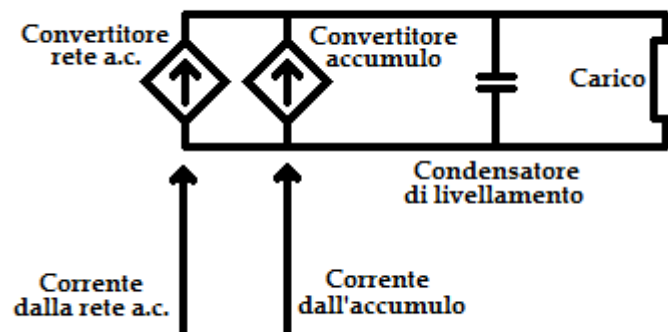 Convertitore
rete a.c.
Convertitore
accumulo
Carico
Condensatore
di livellamento
Corrente
dalla rete a.c.
Corrente
dall'accumulo